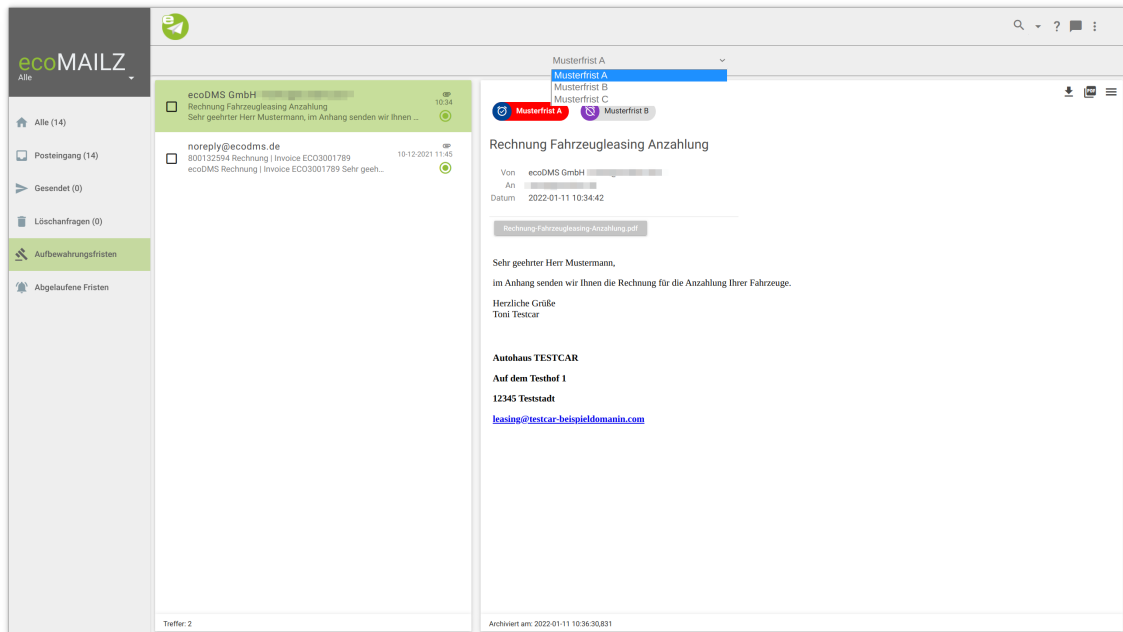 ecoMAILZ
Alle
Alle (14)
Posteingang (14)
Gesendet (0)
Löschanfragen (0)
Aufbewahrungsfristen
Abgelaufene Fristen
e
?
Musterfrist A
Musterfrist A
Musterfrist B
Musterfrist C
ecoDMS GmbH
10:34
Rechnung Fahrzeugleasing Anzahlung
Sehr geehrter Herr Mustermann, im Anhang senden wir Ihnen ...
noreply@ecodms.de
10-12-2021 11:45
800132594 Rechnung | Invoice ECO3001789
ecoDMS Rechnung | Invoice ECO3001789 Sehr geeh...
Treffer: 2
PDF
Musterfrist A
Musterfrist B
Rechnung Fahrzeugleasing Anzahlung
Von ecoDMS GmbH
An
Datum 2022-01-11 10:34:42
Rechnung-Fahrzeugleasing-Anzahlung.pdf
Sehr geehrter Herr Mustermann,
im Anhang senden wir Ihnen die Rechnung für die Anzahlung Ihrer Fahrzeuge.
Herzliche Grüße
Toni Testcar
Autohaus TESTCAR
Auf dem Testhof 1
12345 Teststadt
leasing@testcar-beispieldomanin.com
Archiviert am: 2022-01-11 10:36:30,831